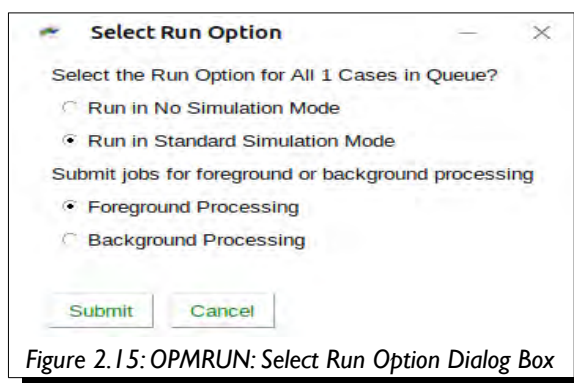 Select Run Option
Select the Run Option for All 1 Cases in Queue?
Run in No Simulation Mode
Run in Standard Simulation Mode
Submit jobs for foreground or background processing
Foreground Processing
Background Processing
Submit Cancel
Figure 2.15: OPMRUN: Select Run Option Dialog Box